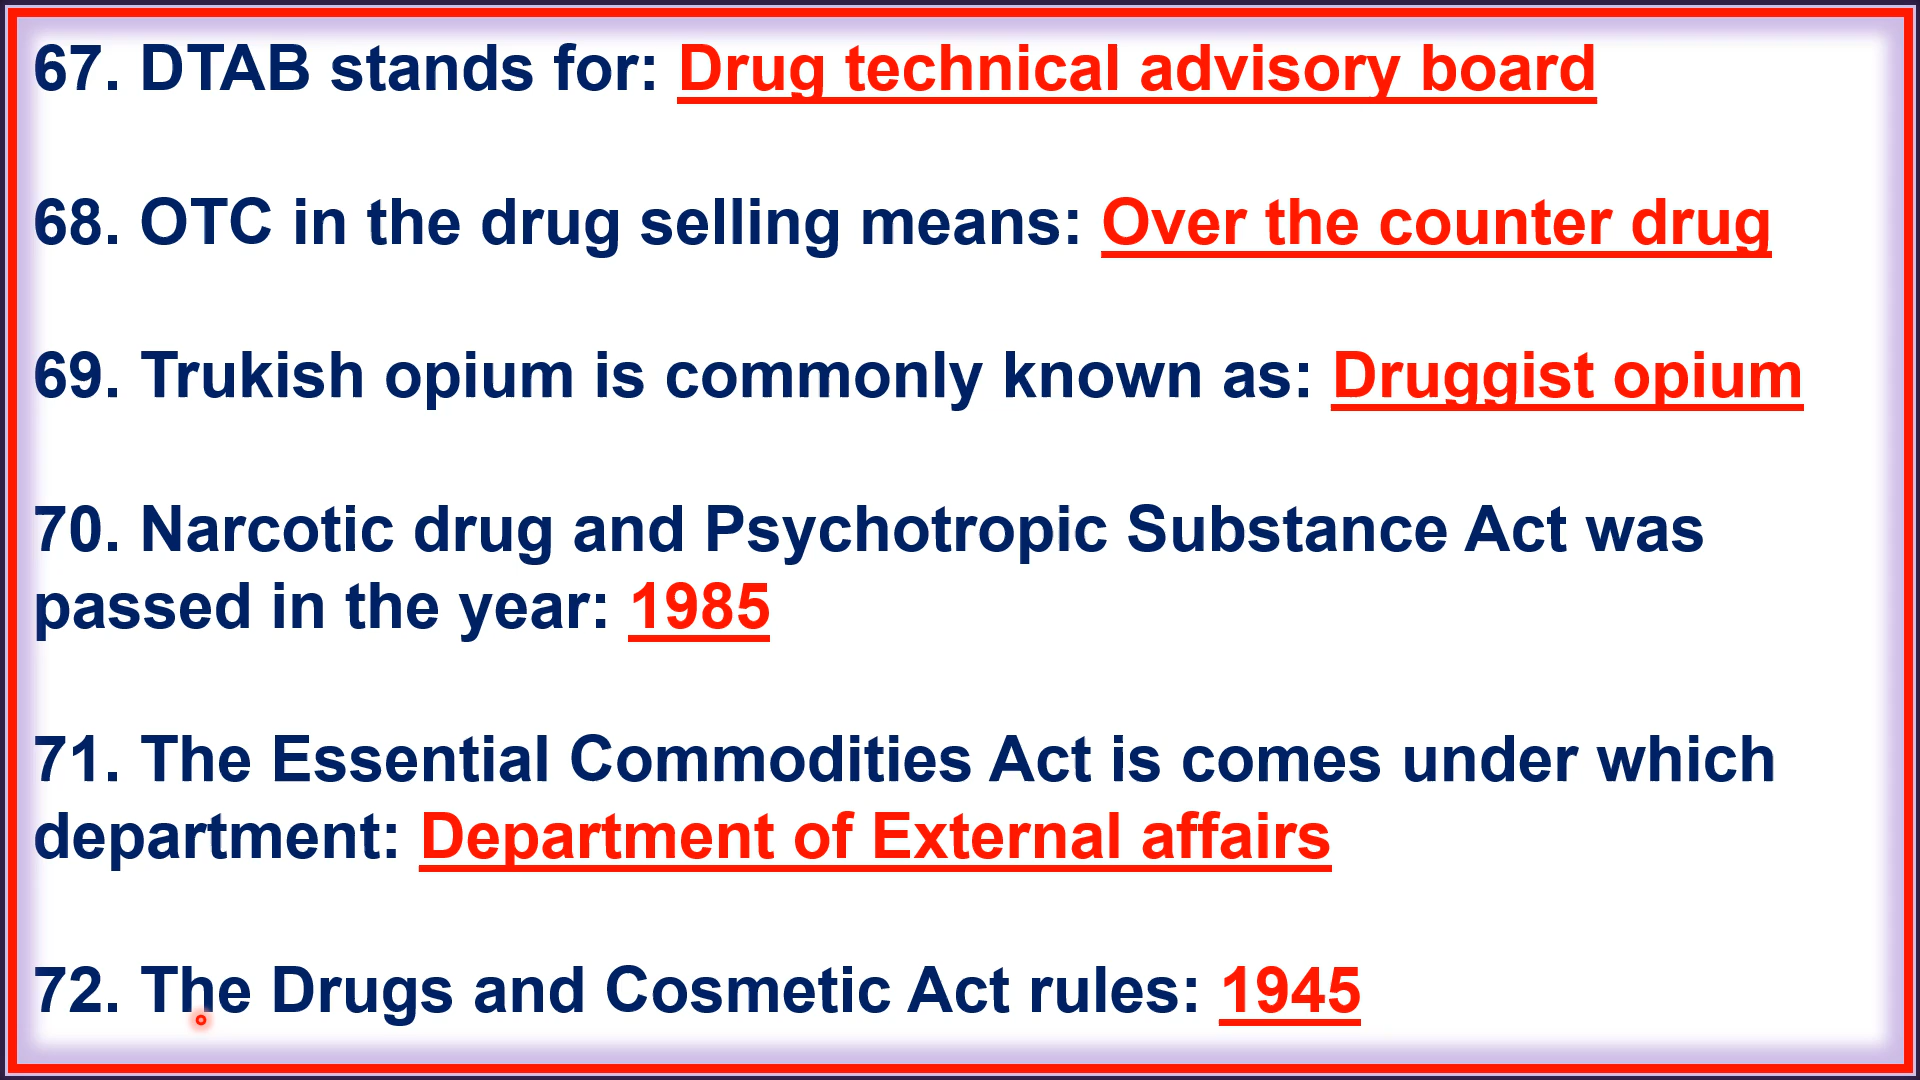 67. DTAB stands for: Drug technical advisory board
68. OTC in the drug selling means: Over the counter drug
69. Trukish opium is commonly known as: Druggist opium
70. Narcotic drug and Psychotropic Substance Act was
passed in the year: 1985
71. The Essential Commodities Act is comes under which
department: Department of External affairs
72. The Drugs and Cosmetic Act rules: 1945